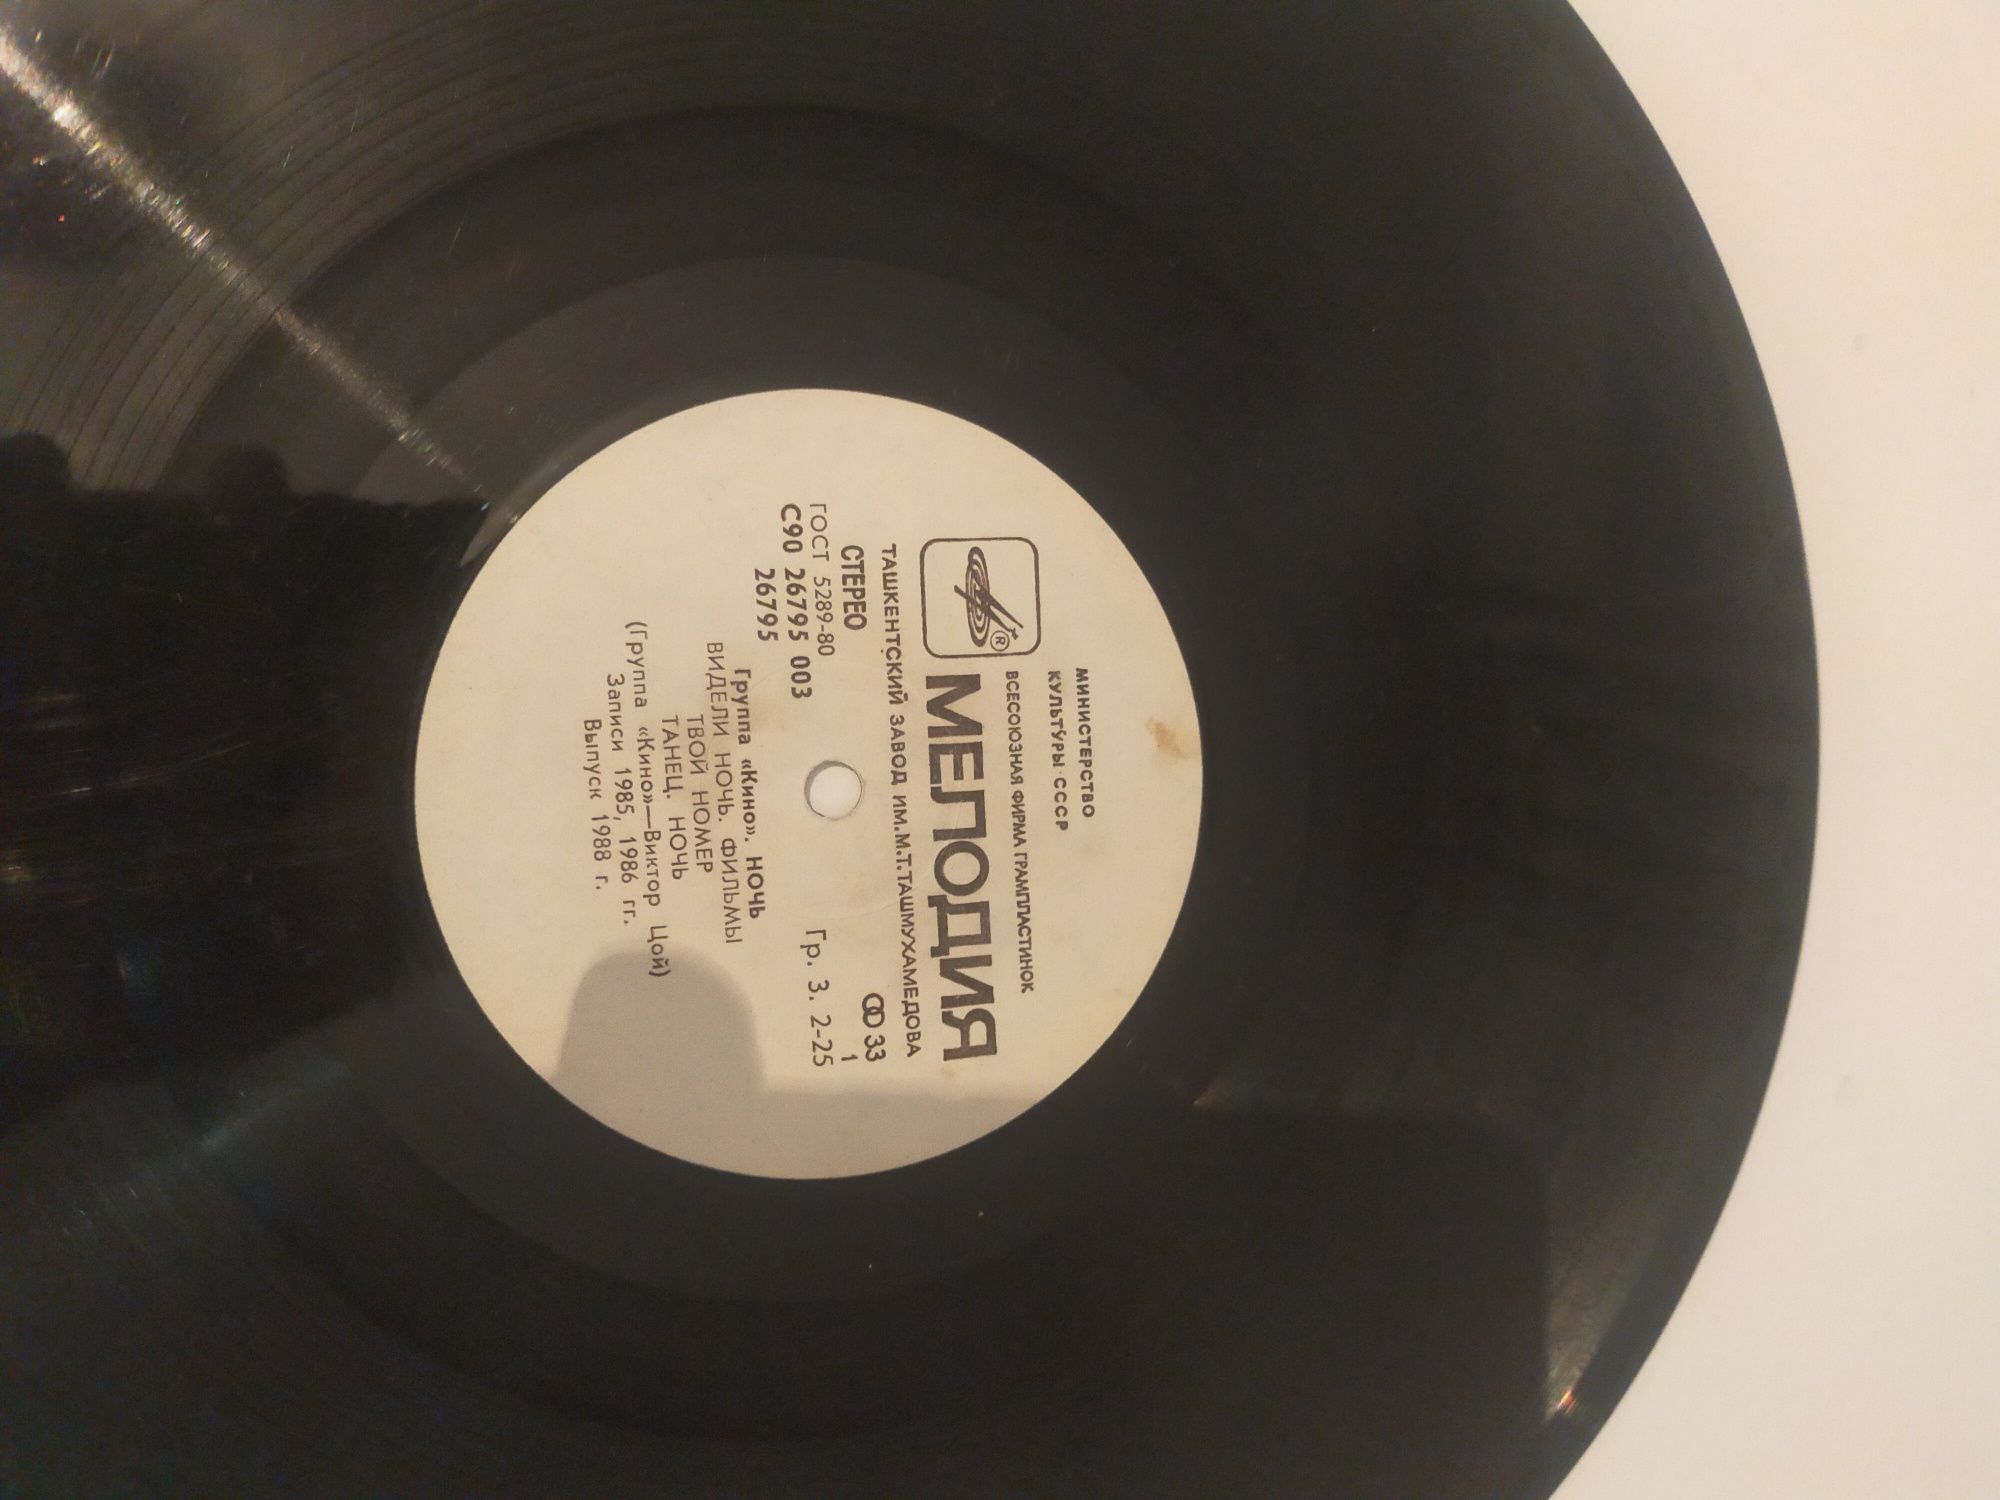 МИНИСТЕРСТВО
КУЛЬТУРЫ СССР
ВСЕСОЮЗНАЯ ФИРМА ГРАМПЛАСТИНОК
®
МЕЛОДИЯ
ТАШКЕНТСКИЙ ЗАВОД ИМ.М.Т.ТАШМУХАМЕДОВА
СТЕРЕО 33
ГОСТ 5289-80 1
С90 26795 003 Гр. 3. 2-25
26795
Группа «Кино». НОЧЬ
ВИДЕЛИ НОЧЬ. ФИЛЬМЫ
ТВОЙ НОМЕР
ТАНЕЦ. НОЧЬ
(Группа «Кино»—Виктор Цой)
Записи 1985, 1986 гг.
Выпуск 1988 г.